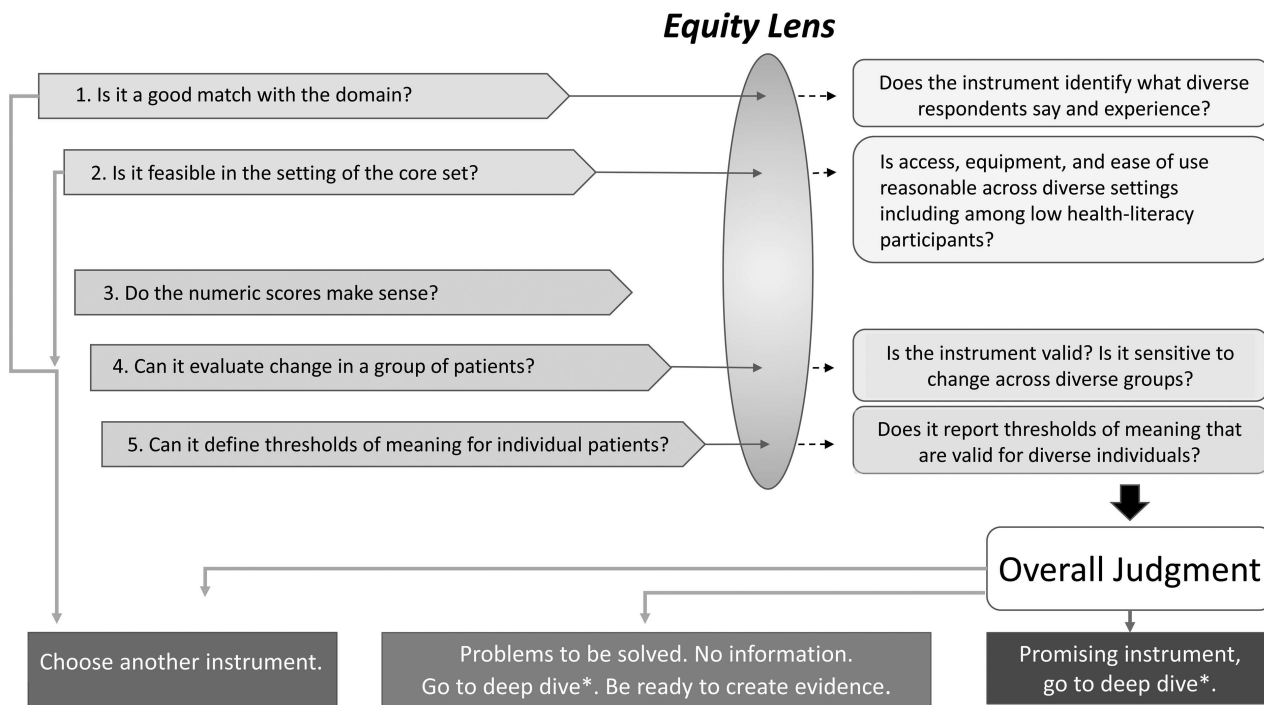 Equity Lens
1. Is it a good match with the domain?
Does the instrument identify what diverse
respondents say and experience?
2. Is it feasible in the setting of the core set?
Is access, equipment, and ease of use
reasonable across diverse settings
including among low health-literacy
participants?
3. Do the numeric scores make sense?
4. Can it evaluate change in a group of patients?
Is the instrument valid? Is it sensitive to
change across diverse groups?
5. Can it define thresholds of meaning for individual patients?
Does it report thresholds of meaning that
are valid for diverse individuals?
Overall Judgment
Choose another instrument.
Problems to be solved. No information.
Go to deep dive*. Be ready to create evidence.
Promising instrument,
go to deep dive*.